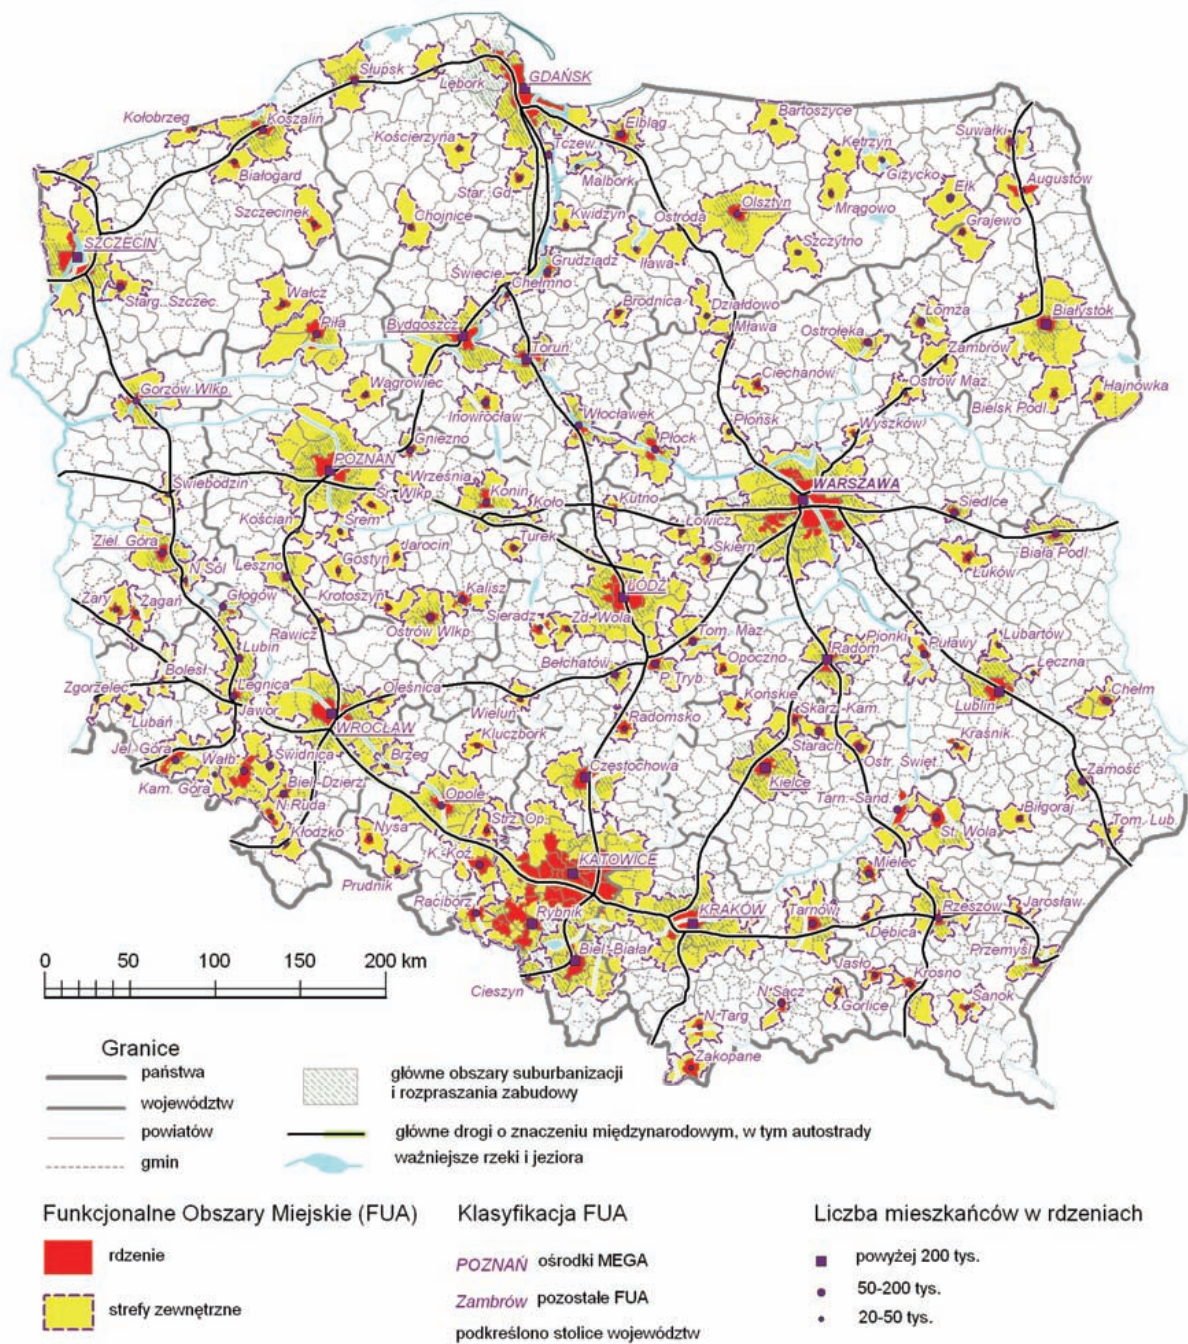 Słupsk
Lębork
GDAŃSK
Kołobrzeg
Koszalin
Kościerzyna
Tczew.
Elbląg
Bartoszyce
Kętrzyn
Giżycko
Suwałki
Augustów
Białogard
Star. Gd.
Malbork
Ełk
Szczecinek
Chojnice
Kwidzyn
Ostróda
Olsztyn
Mrągowo
Grajewo
SZCZECIN
Szczytno
Iława
Świecie
Grudziądz
Chełmno
Starg. Szczec.
Wałcz
Brodnica
Działdowo
Łomża
Białystok
Piła
Bydgoszcz
Mława
Ostrołęka
Toruń
Zambrów
Gorzów Wlkp.
Wągrowiec
Ciechanów
Ostrów Maz.
Hajnówka
Bielsk Podl.
Inowrocław
Włocławek
Płońsk
Wyszków
Gniezno
Płock
POZNAŃ
Września
Świebodzin
Śr. Wlkp.
Konin
Koło
Kutno
WARSZAWA
Siedlce
Kościan
Śrem
Łowicz
Ziel. Góra
Turek
Biała Podl.
N. Sól
Leszno
Gostyń
Jarocin
Skiern.
Łuków
Żary
Żagań
Głogów
Krotoszyn
Kalisz
ŁÓDŹ
Sieradz
Zd. Wola
Rawicz
Ostrów Wlkp.
Tom. Maz.
Pionki
Puławy
Lubartów
Radom
Lubin
Bełchatów
Opoczno
Bolesł.
P. Tryb.
Łęczna
Zgorzelec
Legnica
Oleśnica
Chełm
Lubań
Jawor
Wieluń
Końskie
Lublin
WROCŁAW
Radomsko
Skarż.-Kam.
Jel. Góra
Kluczbork
Starach.
Kraśnik
Wałb.
Świdnica
Brzeg
Ostr. Święt.
Zamość
Kam. Góra
Biel.-Dzierż.
Częstochowa
Kielce
N. Ruda
Opole
Tarn.-Sand.
Biłgoraj
Tom. Lub.
Kłodzko
Nysa
Strz. Op.
St. Wola
K.-Koź.
KATOWICE
Mielec
Prudnik
Racibórz
Rybnik
KRAKÓW
Tarnów
Rzeszów
Jarosław
Dębica
Przemyśl
Biel.-Biała
Jasło
Krosno
Cieszyn
N. Sącz
Gorlice
Sanok
N. Targ
Zakopane
0 50 100 150 200 km
Granice
państwa
województw
powiatów
gmin
główne obszary suburbanizacji
i rozpraszania zabudowy
główne drogi o znaczeniu międzynarodowym, w tym autostrady
ważniejsze rzeki i jeziora
Funkcjonalne Obszary Miejskie (FUA)
rdzenie
strefy zewnętrzne
Klasyfikacja FUA
POZNAŃ ośrodki MEGA
Zambrów pozostałe FUA
podkreślono stolice województw
Liczba mieszkańców w rdzeniach
powyżej 200 tys.
50-200 tys.
20-50 tys.